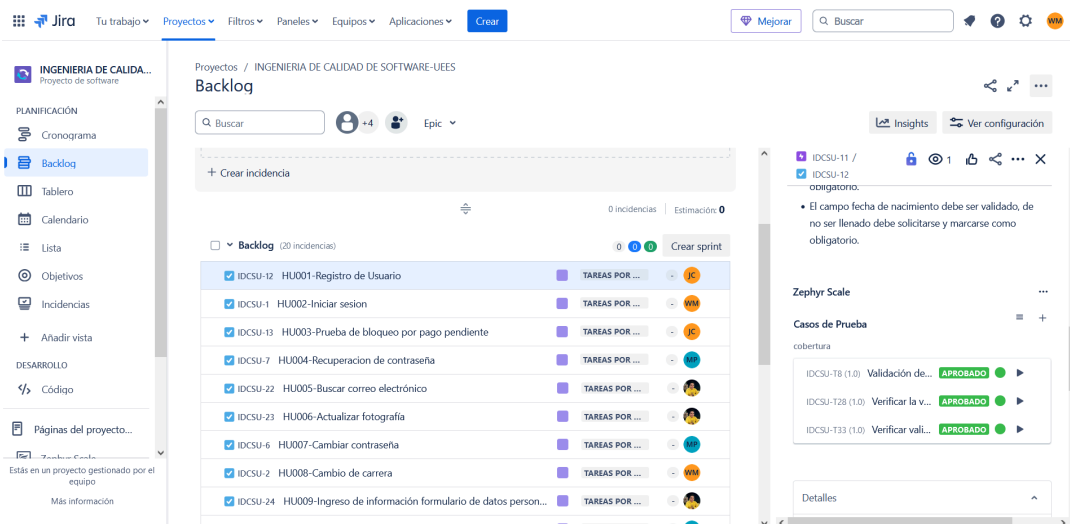 Jira Tu trabajo Proyectos Filtros Paneles Equipos Aplicaciones Crear Mejorar Buscar WM
INGENIERIA DE CALIDA...
Proyecto de software
PLANIFICACIÓN
Cronograma
Backlog
Tablero
Calendario
Lista
Objetivos
Incidencias
Añadir vista
DESARROLLO
Código
Páginas del proyecto...
Zephyr Scale
Estás en un proyecto gestionado por el
equipo
Más información
Proyectos / INGENIERIA DE CALIDAD DE SOFTWARE-UEES
Backlog
Buscar +4 Epic Insights Ver configuración
+ Crear incidencia
0 incidencias Estimación: 0
Backlog (20 incidencias) 0 0 0 Crear sprint
IDCSU-12 HU001-Registro de Usuario TAREAS POR ... - JC
IDCSU-1 HU002-Iniciar sesion TAREAS POR ... - WM
IDCSU-13 HU003-Prueba de bloqueo por pago pendiente TAREAS POR ... - JC
IDCSU-7 HU004-Recuperacion de contraseña TAREAS POR ... - MP
IDCSU-22 HU005-Buscar correo electrónico TAREAS POR ... -
IDCSU-23 HU006-Actualizar fotografía TAREAS POR ... -
IDCSU-6 HU007-Cambiar contraseña TAREAS POR ... - MP
IDCSU-2 HU008-Cambio de carrera TAREAS POR ... - WM
IDCSU-24 HU009-Ingreso de información formulario de datos person... TAREAS POR ... -
IDCSU-11 / 1
IDCSU-12
obligatorio.
• El campo fecha de nacimiento debe ser validado, de
no ser llenado debe solicitarse y marcarse como
obligatorio.
Zephyr Scale
Casos de Prueba
cobertura
IDCSU-T8 (1.0) Validación de... APROBADO
IDCSU-T28 (1.0) Verificar la v... APROBADO
IDCSU-T33 (1.0) Verificar vali... APROBADO
Detalles